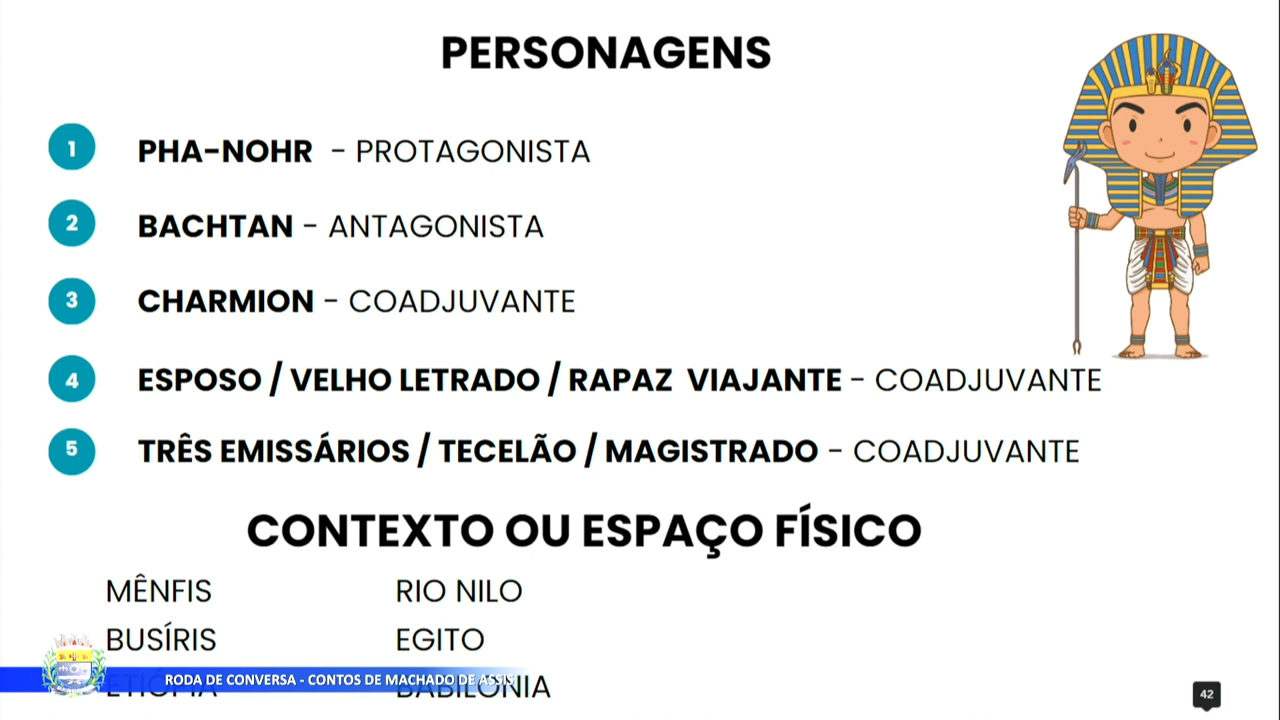 PERSONAGENS
1 PHA-NOHR - PROTAGONISTA
2 BACHTAN - ANTAGONISTA
3 CHARMION - COADJUVANTE
4 ESPOSO / VELHO LETRADO / RAPAZ VIAJANTE - COADJUVANTE
5 TRÊS EMISSÁRIOS / TECELÃO / MAGISTRADO - COADJUVANTE
CONTEXTO OU ESPAÇO FÍSICO
MÊNFIS RIO NILO
BUSÍRIS EGITO
ETIÓPIA BABILÔNIA
RODA DE CONVERSA - CONTOS DE MACHADO DE ASSIS
42